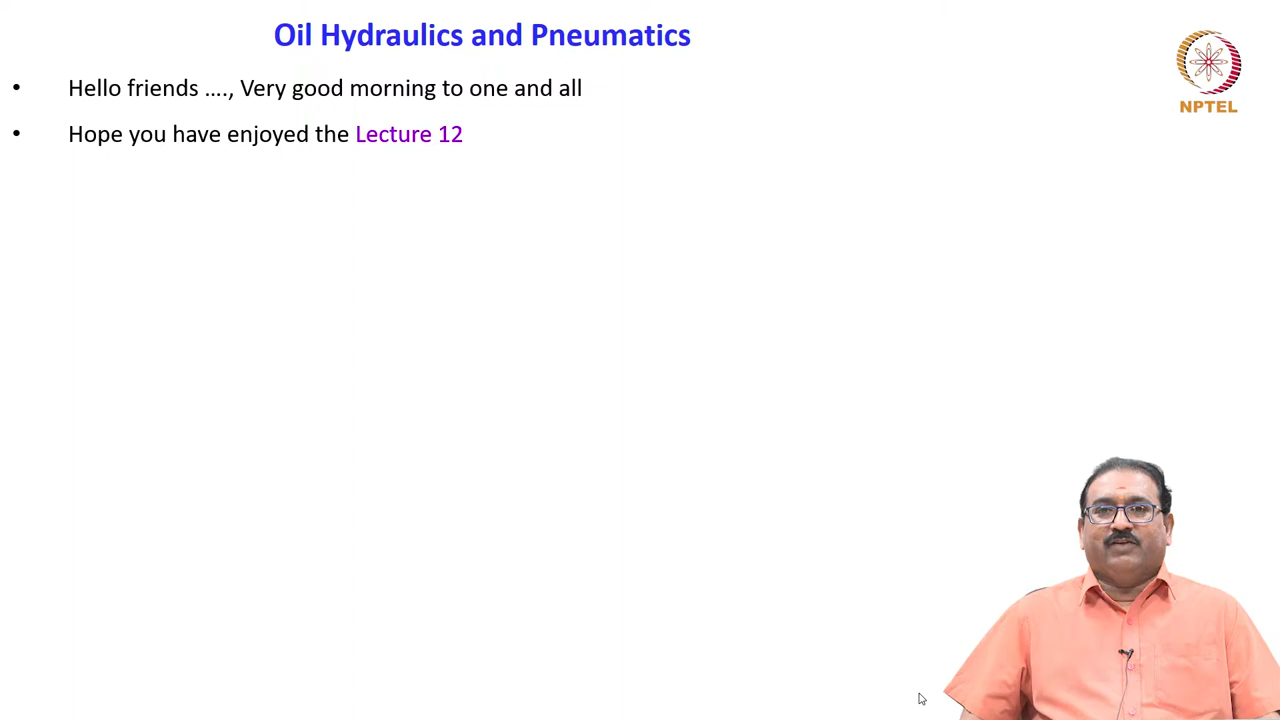 Oil Hydraulics and Pneumatics
• Hello friends ...., Very good morning to one and all
• Hope you have enjoyed the Lecture 12
NPTEL